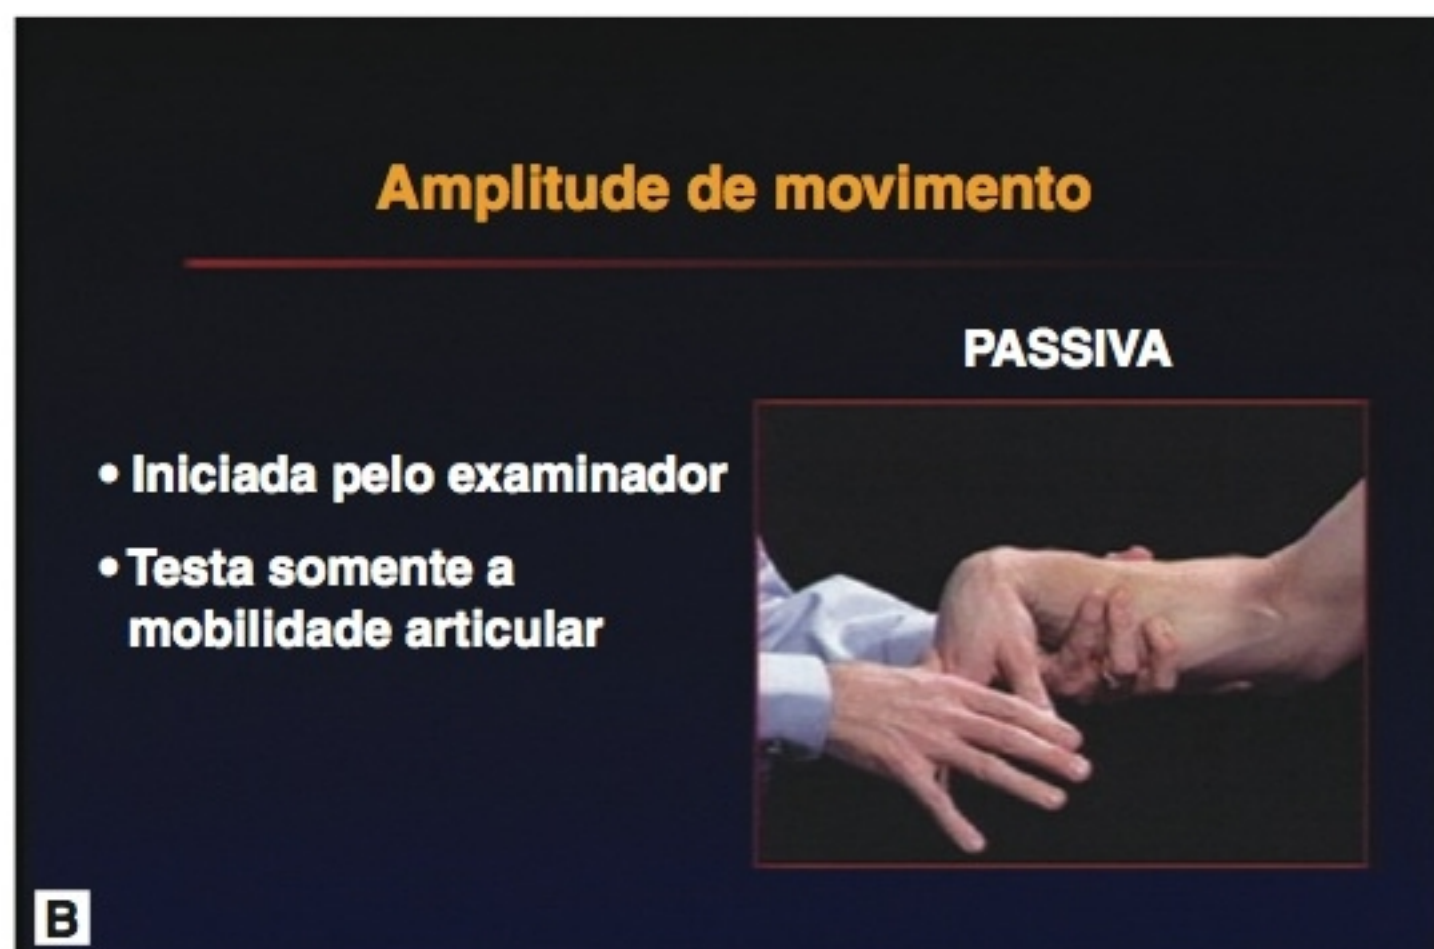 Amplitude de movimento
PASSIVA
• Iniciada pelo examinador
• Testa somente a
mobilidade articular
B